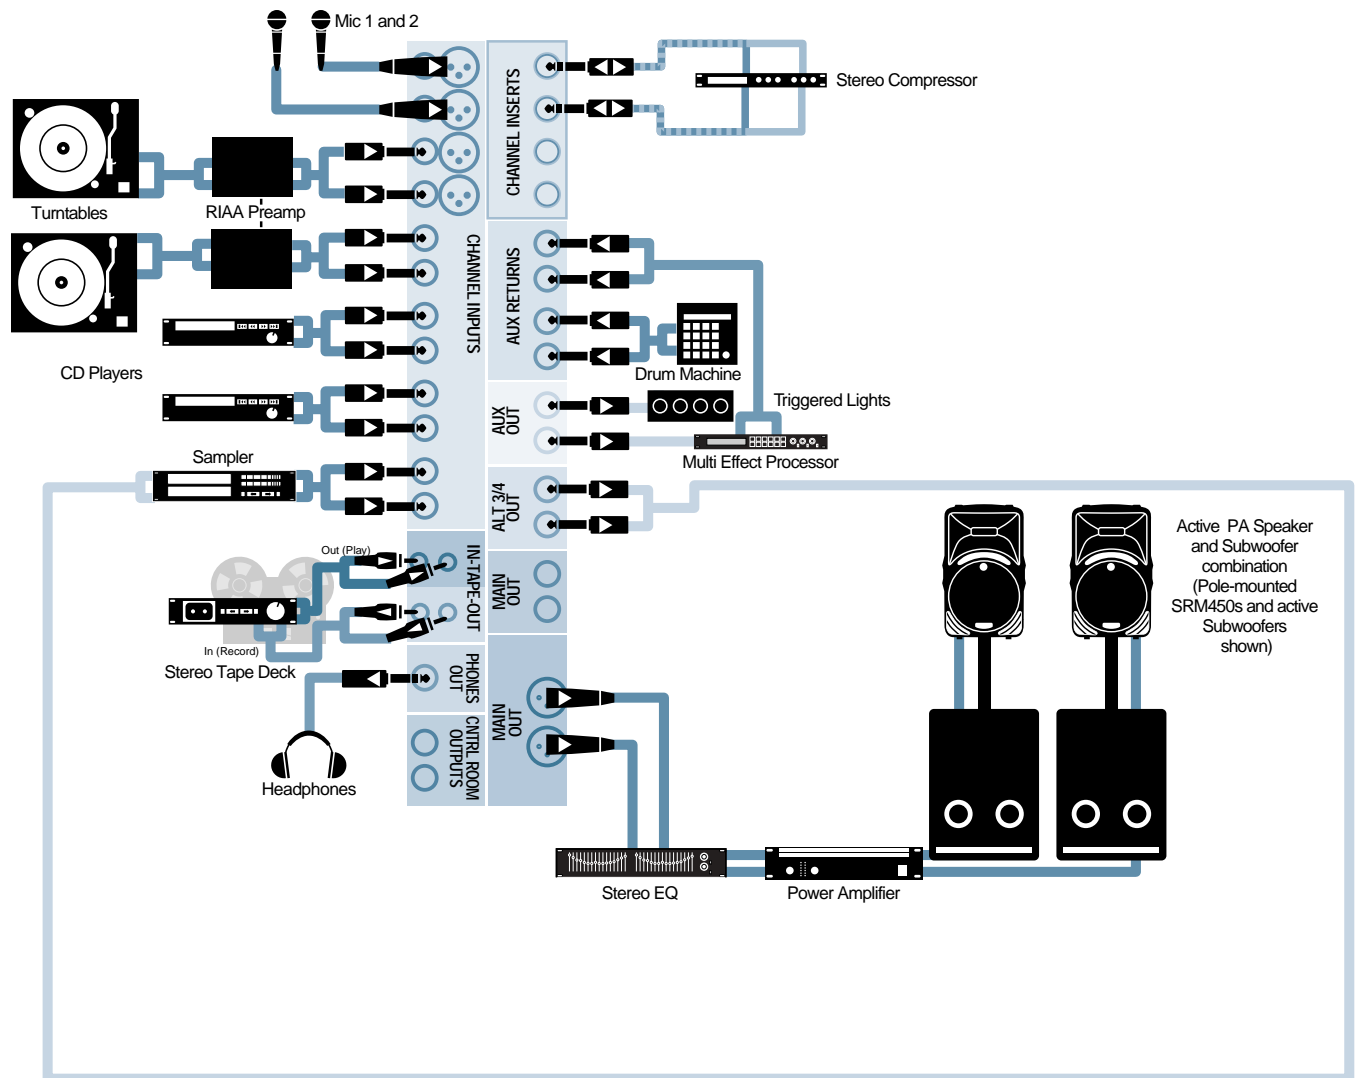 Mic 1 and 2
Stereo Compressor
CHANNEL INSERTS
Turntables
RIAA Preamp
CHANNEL INPUTS
AUX RETURNS
CD Players
Drum Machine
Triggered Lights
AUX
OUT
Multi Effect Processor
Sampler
ALT 3/4
OUT
Active PA Speaker
and Subwoofer
combination
(Pole-mounted
SRM450s and active
Subwoofers
shown)
Out (Play)
IN-TAPE-OUT
MAIN
OUT
In (Record)
Stereo Tape Deck
PHONES
OUT
MAIN
OUT
CNTRL ROOM
OUTPUTS
Headphones
Stereo EQ
Power Amplifier